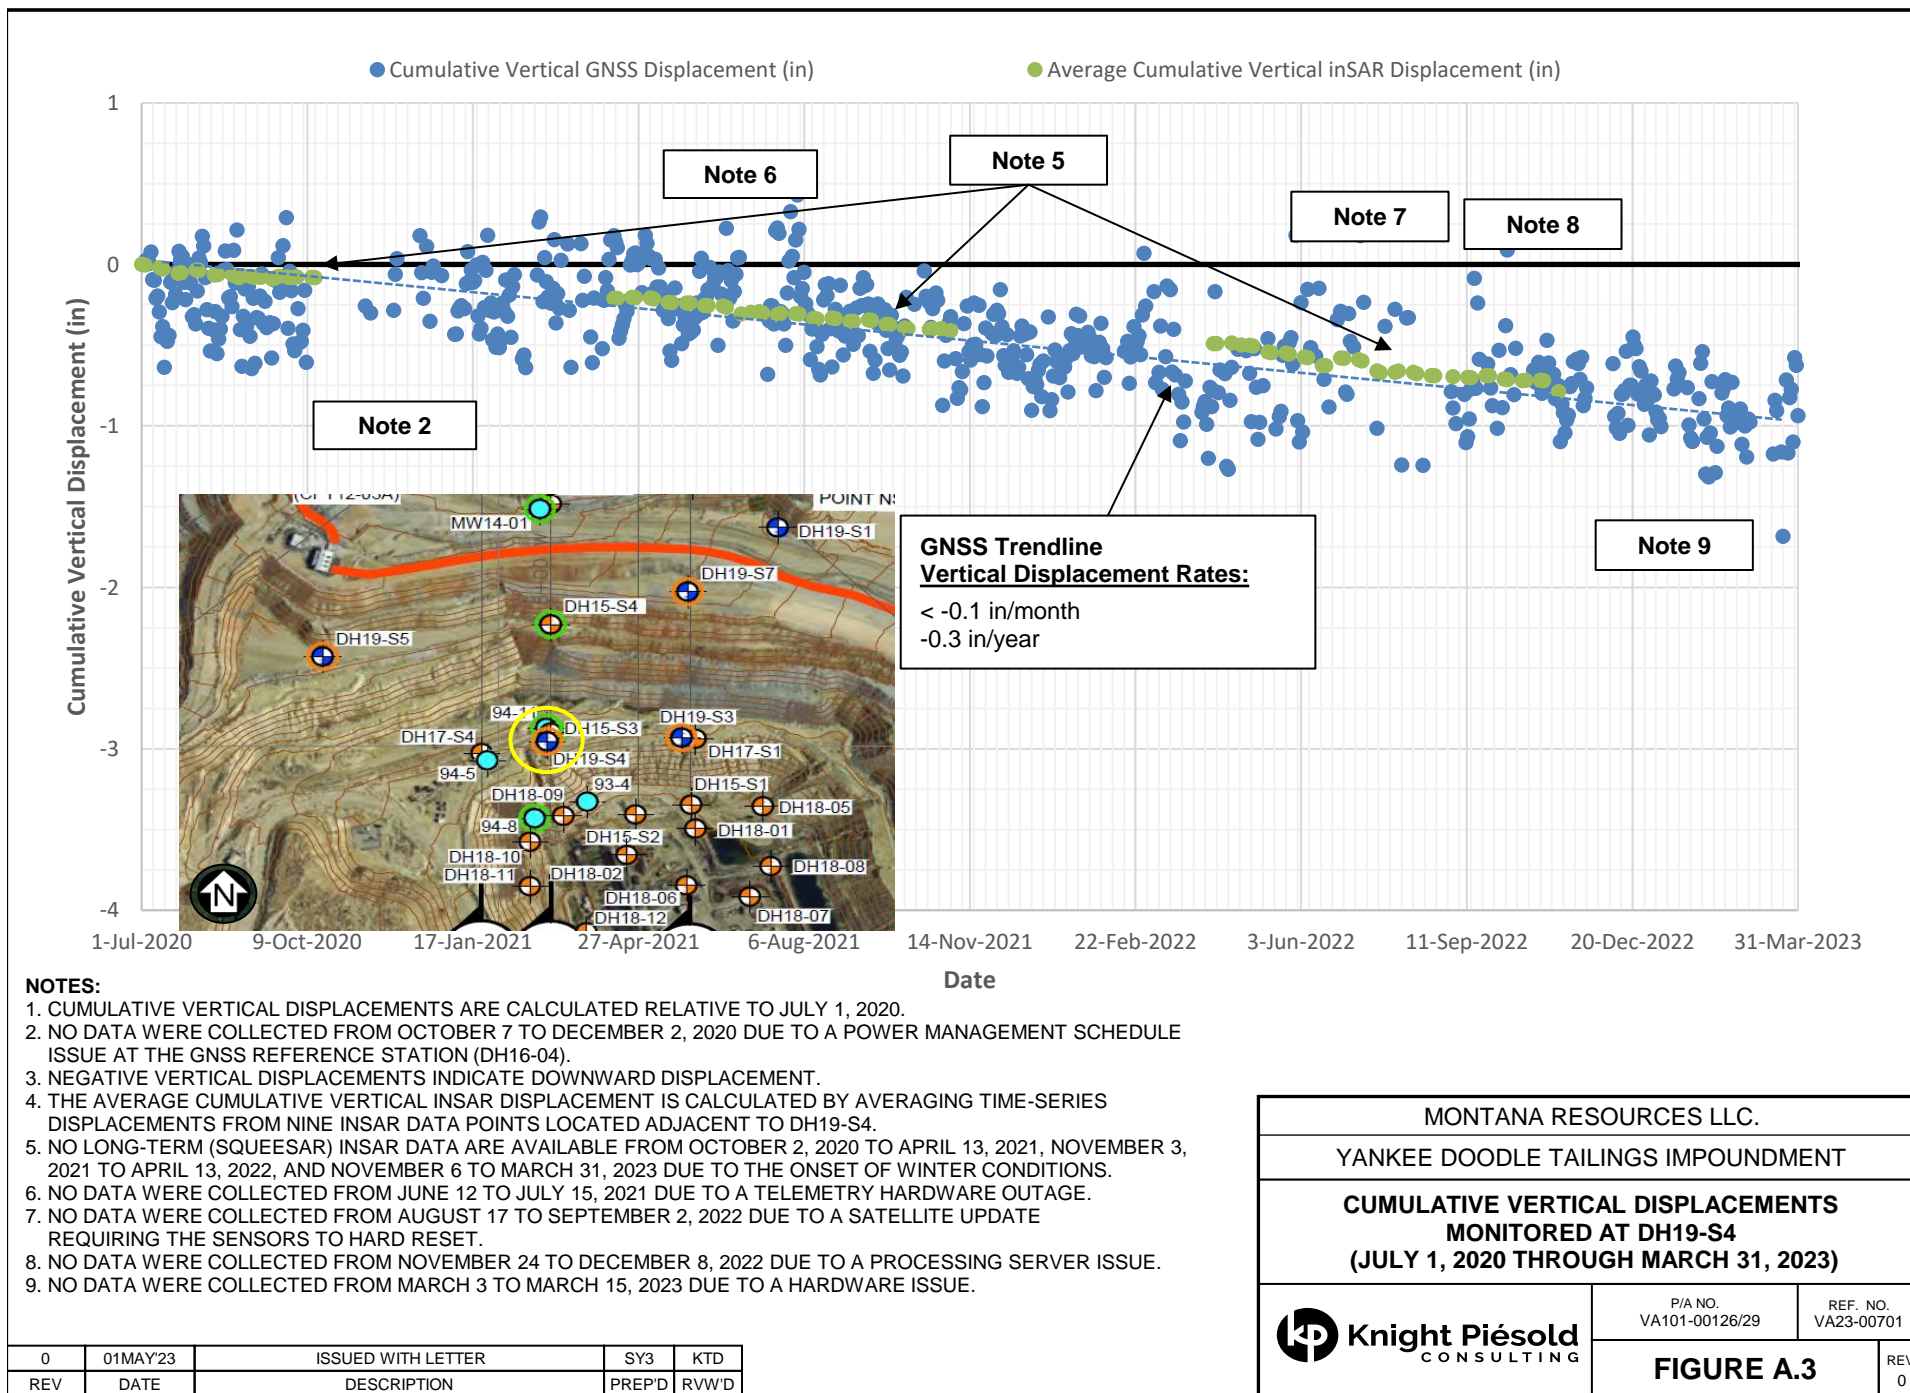 Cumulative Vertical GNSS Displacement (in)
Average Cumulative Vertical inSAR Displacement (in)
1
0
-1
-2
-3
-4
Cumulative Vertical Displacement (in)
Note 6
Note 5
Note 7
Note 8
Note 2
Note 9
GNSS Trendline
Vertical Displacement Rates:
< -0.1 in/month
-0.3 in/year
POINT
MW14-01
DH19-S1
DH19-S7
DH15-S4
DH19-S5
94-11
DH15-S3
DH19-S3
DH17-S4
DH17-S1
DH19-S4
94-5
DH18-09
93-4
DH15-S1
DH18-05
94-8
DH15-S2
DH18-01
DH18-10
DH18-08
DH18-11
DH18-02
DH18-06
DH18-12
DH18-07
N
1-Jul-2020
9-Oct-2020
17-Jan-2021
27-Apr-2021
6-Aug-2021
14-Nov-2021
22-Feb-2022
3-Jun-2022
11-Sep-2022
20-Dec-2022
31-Mar-2023
Date
NOTES:
1. CUMULATIVE VERTICAL DISPLACEMENTS ARE CALCULATED RELATIVE TO JULY 1, 2020.
2. NO DATA WERE COLLECTED FROM OCTOBER 7 TO DECEMBER 2, 2020 DUE TO A POWER MANAGEMENT SCHEDULE
ISSUE AT THE GNSS REFERENCE STATION (DH16-04).
3. NEGATIVE VERTICAL DISPLACEMENTS INDICATE DOWNWARD DISPLACEMENT.
4. THE AVERAGE CUMULATIVE VERTICAL INSAR DISPLACEMENT IS CALCULATED BY AVERAGING TIME-SERIES
DISPLACEMENTS FROM NINE INSAR DATA POINTS LOCATED ADJACENT TO DH19-S4.
5. NO LONG-TERM (SQUEESAR) INSAR DATA ARE AVAILABLE FROM OCTOBER 2, 2020 TO APRIL 13, 2021, NOVEMBER 3,
2021 TO APRIL 13, 2022, AND NOVEMBER 6 TO MARCH 31, 2023 DUE TO THE ONSET OF WINTER CONDITIONS.
6. NO DATA WERE COLLECTED FROM JUNE 12 TO JULY 15, 2021 DUE TO A TELEMETRY HARDWARE OUTAGE.
7. NO DATA WERE COLLECTED FROM AUGUST 17 TO SEPTEMBER 2, 2022 DUE TO A SATELLITE UPDATE
REQUIRING THE SENSORS TO HARD RESET.
8. NO DATA WERE COLLECTED FROM NOVEMBER 24 TO DECEMBER 8, 2022 DUE TO A PROCESSING SERVER ISSUE.
9. NO DATA WERE COLLECTED FROM MARCH 3 TO MARCH 15, 2023 DUE TO A HARDWARE ISSUE.
MONTANA RESOURCES LLC.
YANKEE DOODLE TAILINGS IMPOUNDMENT
CUMULATIVE VERTICAL DISPLACEMENTS
MONITORED AT DH19-S4
(JULY 1, 2020 THROUGH MARCH 31, 2023)
kp Knight Piésold
CONSULTING
P/A NO.
VA101-00126/29
REF. NO.
VA23-00701
FIGURE A.3
REV
0
0 01MAY'23 ISSUED WITH LETTER SY3 KTD
REV DATE DESCRIPTION PREP'D RVW'D